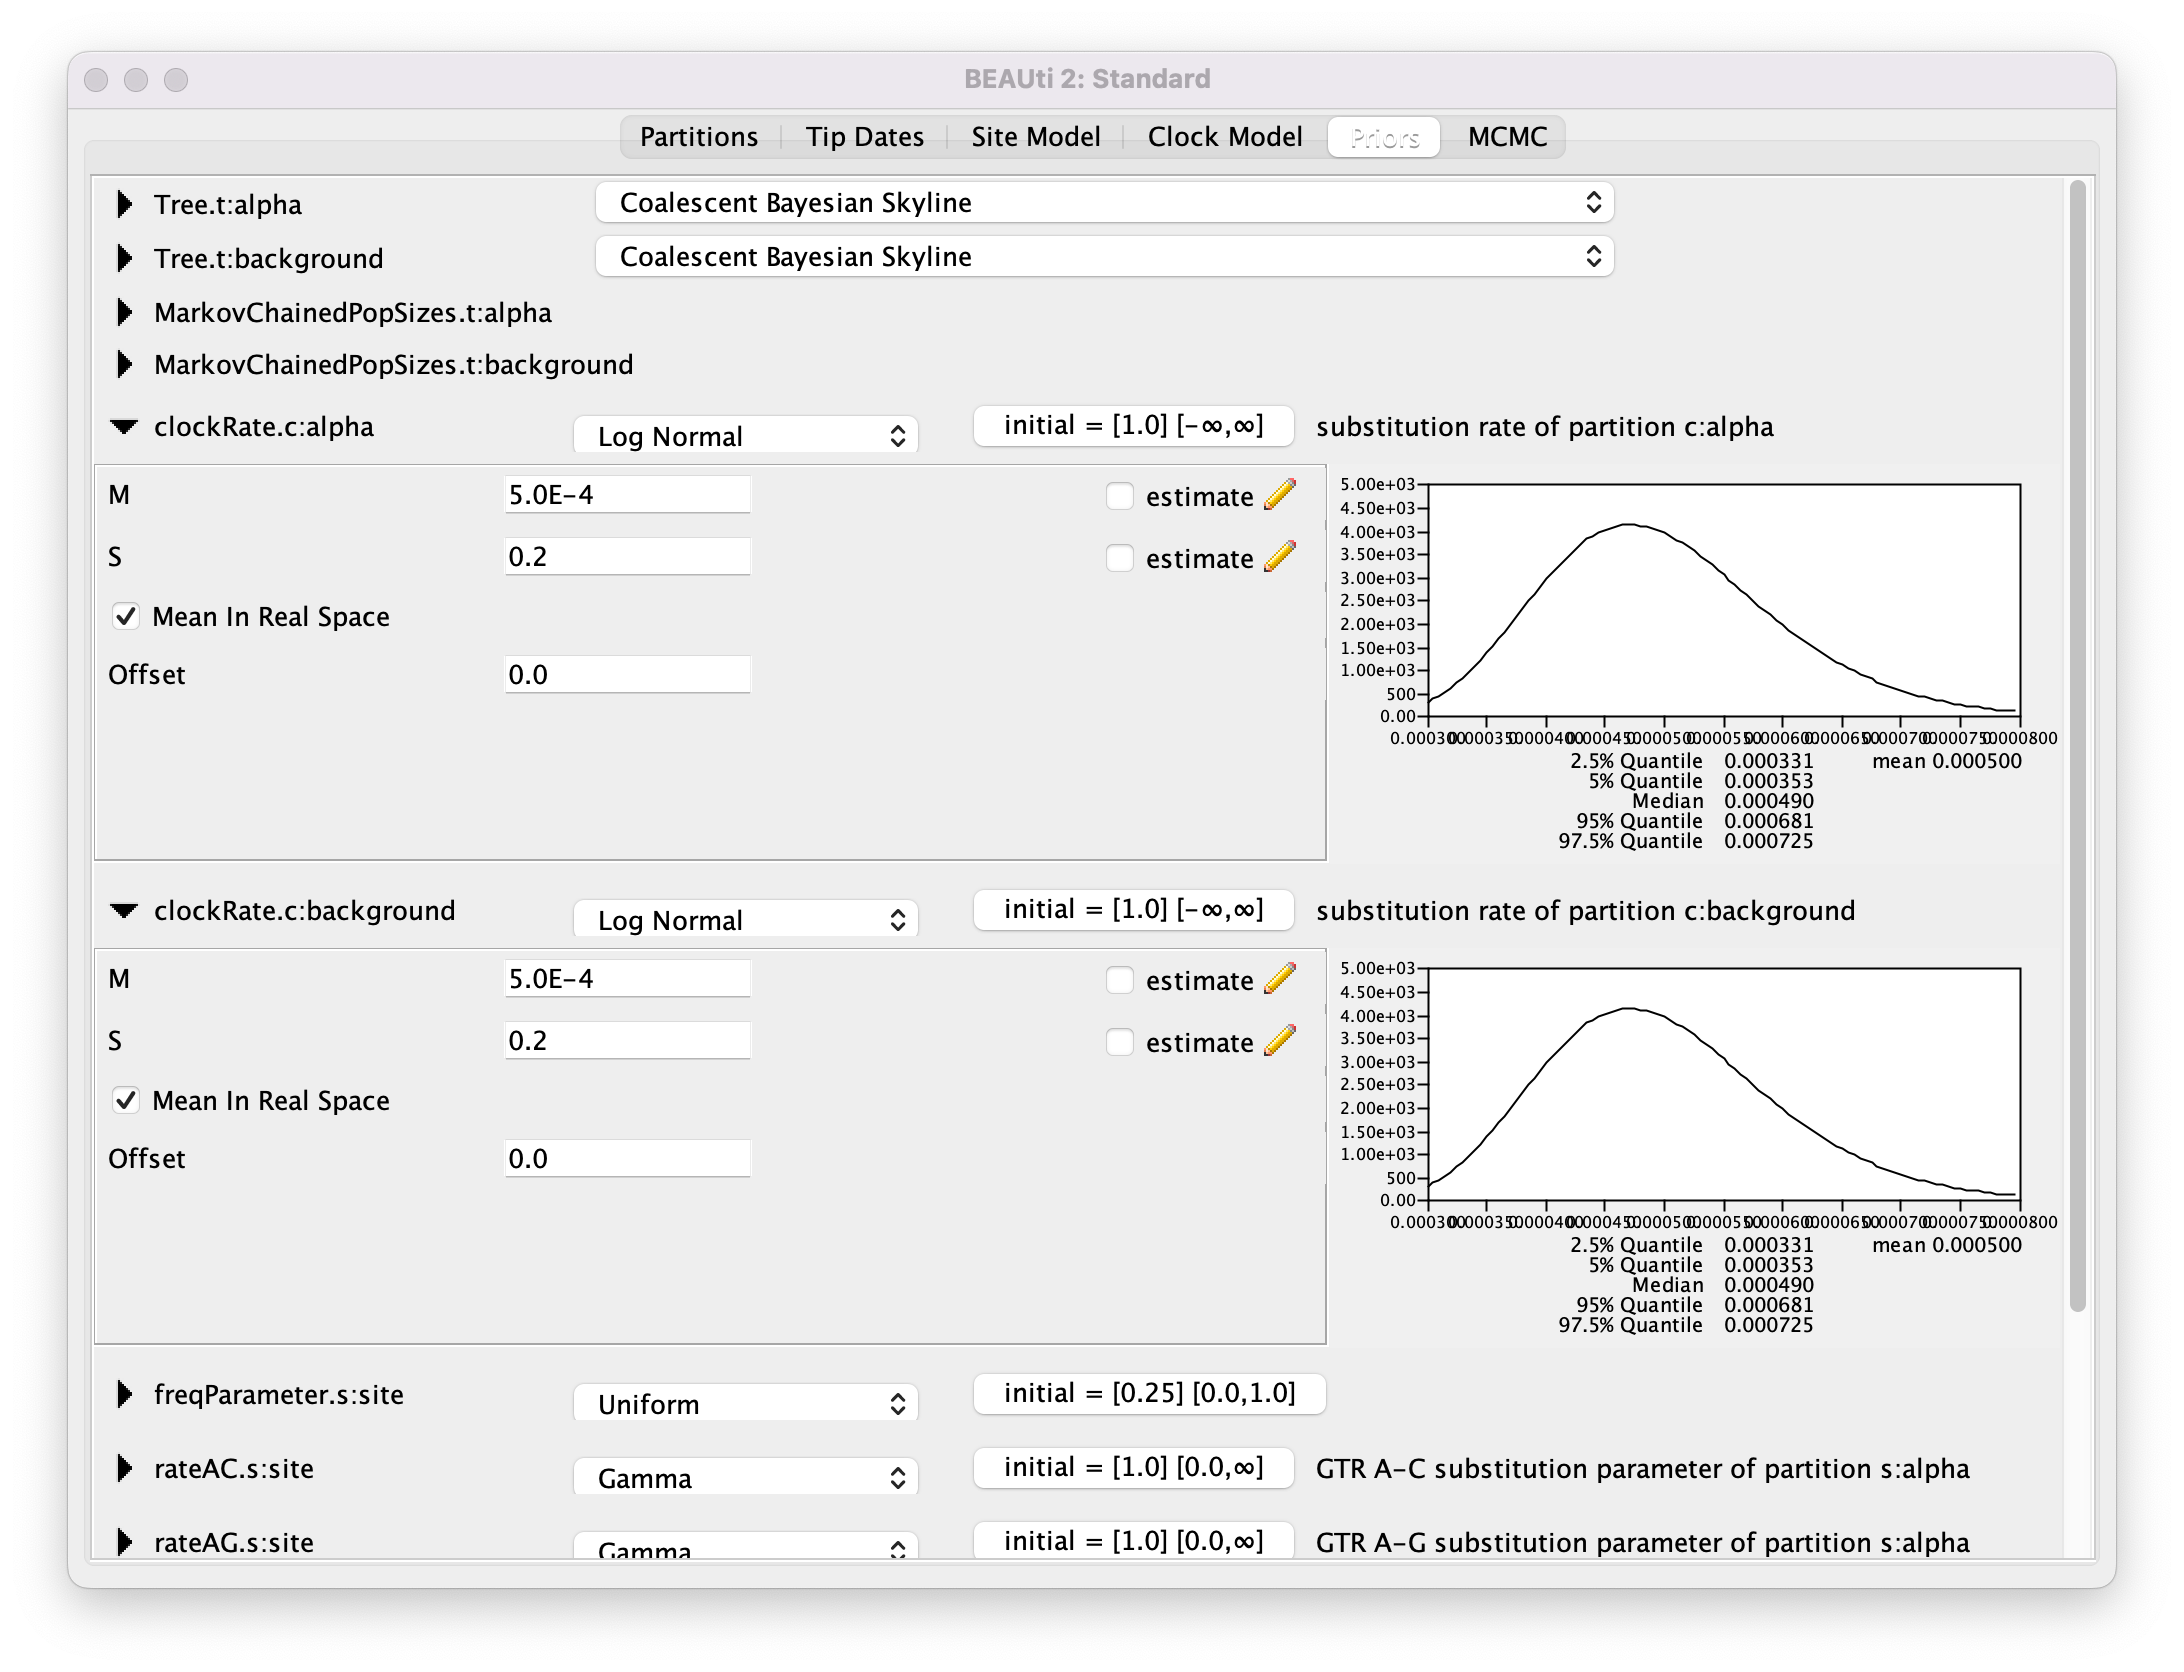 BEAUti 2: Standard
Partitions Tip Dates Site Model Clock Model Priors MCMC
Tree.t:alpha Coalescent Bayesian Skyline
Tree.t:background Coalescent Bayesian Skyline
MarkovChainedPopSizes.t:alpha
MarkovChainedPopSizes.t:background
clockRate.c:alpha Log Normal initial = [1.0] [-∞,∞] substitution rate of partition c:alpha
M 5.0E-4 estimate
S 0.2 estimate
Mean In Real Space
Offset 0.0
5.00e+03
4.50e+03
4.00e+03
3.50e+03
3.00e+03
2.50e+03
2.00e+03
1.50e+03
1.00e+03
500
0.00
0.000300 0.000350 0.000400 0.000450 0.000500 0.000550 0.000600 0.000650 0.000700 0.000750 0.000800
2.5% Quantile 0.000331 mean 0.000500
5% Quantile 0.000353
Median 0.000490
95% Quantile 0.000681
97.5% Quantile 0.000725
clockRate.c:background Log Normal initial = [1.0] [-∞,∞] substitution rate of partition c:background
M 5.0E-4 estimate
S 0.2 estimate
Mean In Real Space
Offset 0.0
5.00e+03
4.50e+03
4.00e+03
3.50e+03
3.00e+03
2.50e+03
2.00e+03
1.50e+03
1.00e+03
500
0.00
0.000300 0.000350 0.000400 0.000450 0.000500 0.000550 0.000600 0.000650 0.000700 0.000750 0.000800
2.5% Quantile 0.000331 mean 0.000500
5% Quantile 0.000353
Median 0.000490
95% Quantile 0.000681
97.5% Quantile 0.000725
freqParameter.s:site Uniform initial = [0.25] [0.0,1.0]
rateAC.s:site Gamma initial = [1.0] [0.0,∞] GTR A-C substitution parameter of partition s:alpha
rateAG.s:site Gamma initial = [1.0] [0.0,∞] GTR A-G substitution parameter of partition s:alpha